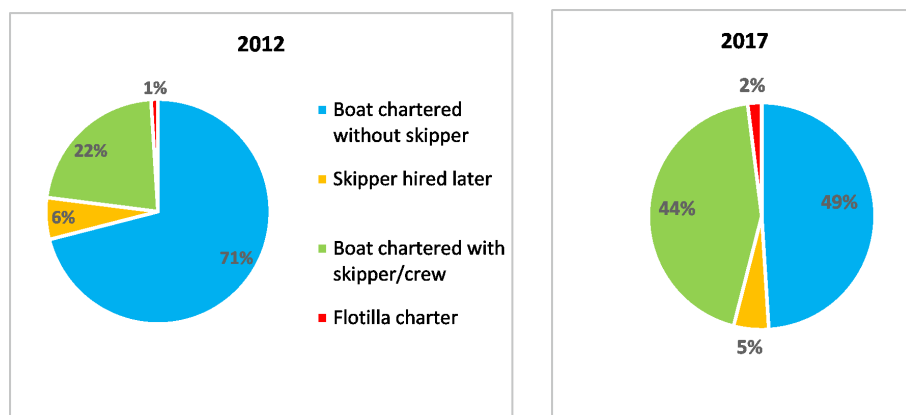 2012
1%
22%
6%
71%
Boat chartered
without skipper
Skipper hired later
Boat chartered with
skipper/crew
Flotilla charter
2017
2%
44%
49%
5%